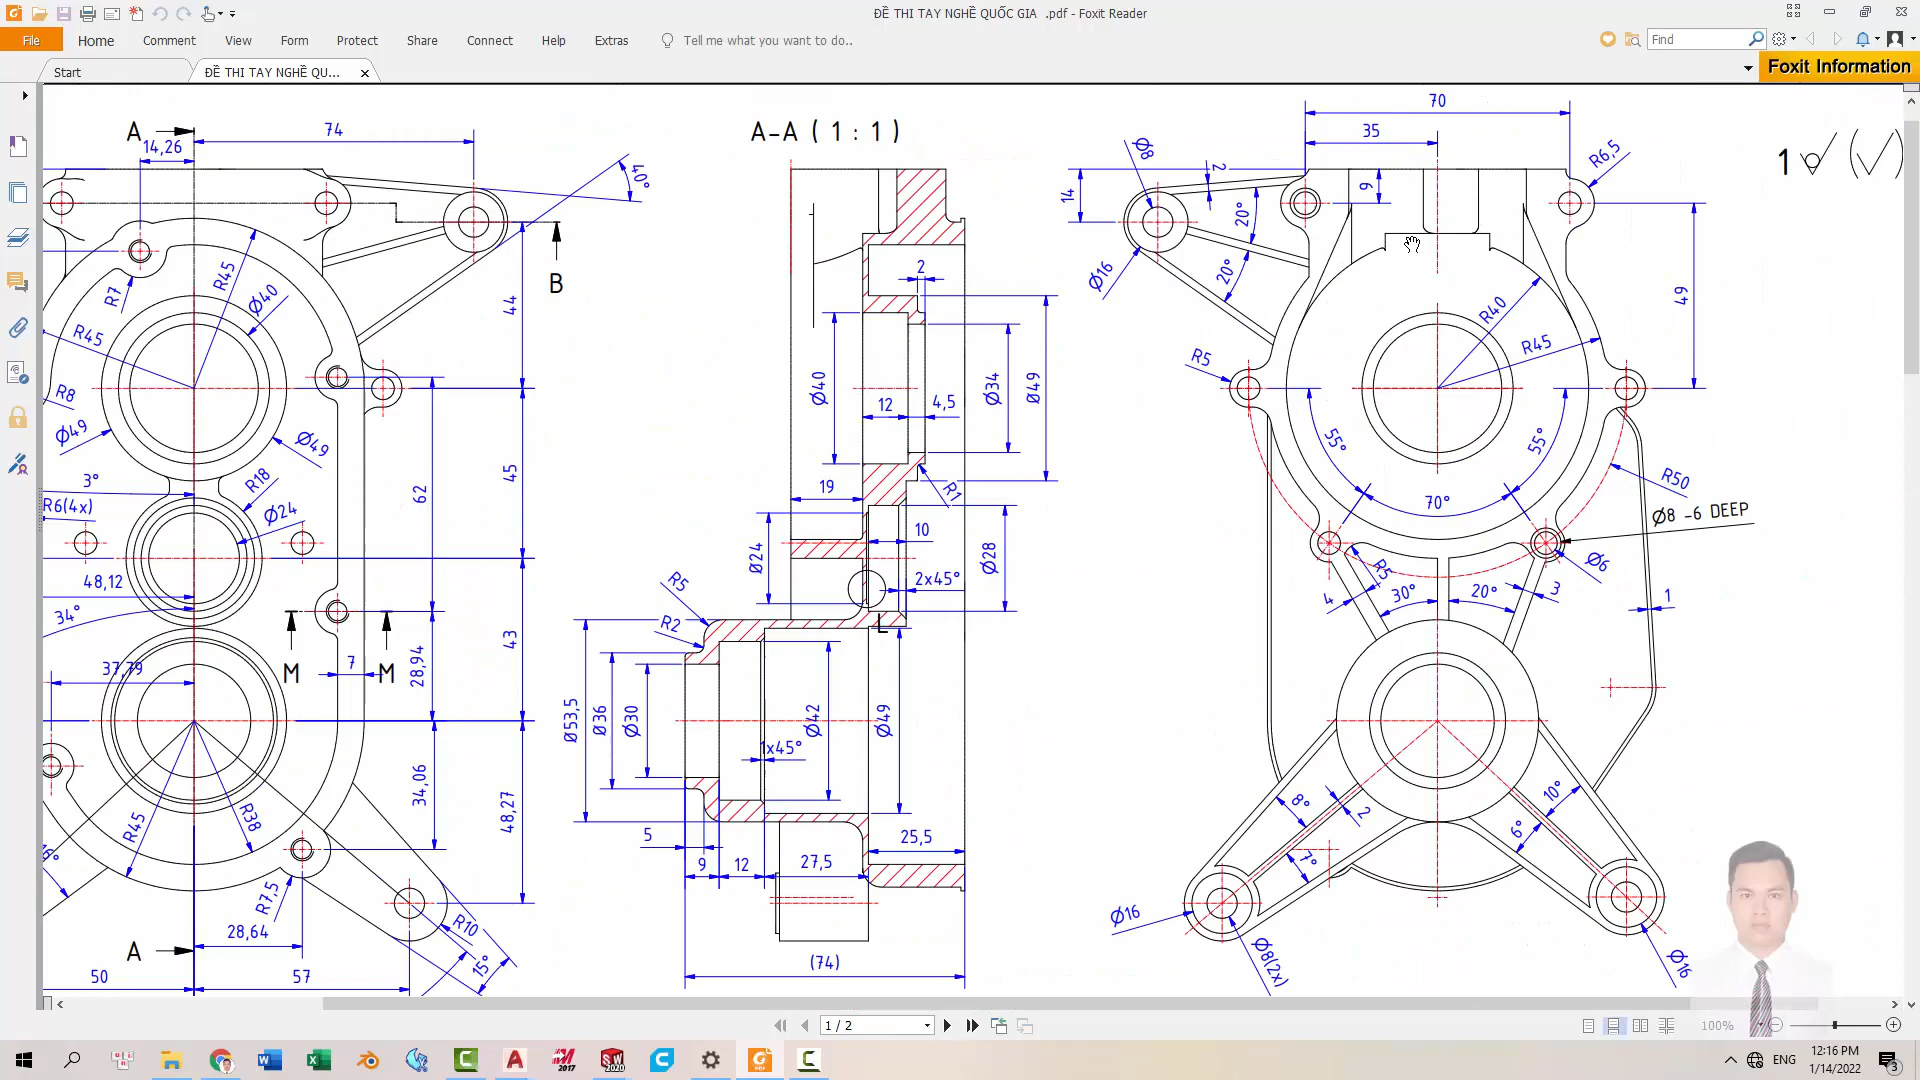 ĐỀ THI TAY NGHỀ QUỐC GIA .pdf - Foxit Reader
File
Home
Comment
View
Form
Protect
Share
Connect
Help
Extras
Tell me what you want to do..
Find
Start
ĐỀ THI TAY NGHỀ QU...
Foxit Information
A
74
14,26
40°
B
R7
R45
Ø40
R45
R8
Ø49
Ø49
44
45
62
3°
R18
R6(4x)
Ø24
48,12
34°
M
M
7
28,94
43
37,79
34,06
48,27
R45
R38
R7,5
28,64
A
50
57
R10
15°
A-A ( 1 : 1 )
2
Ø40
12
4,5
Ø34
Ø49
19
R1
10
Ø24
Ø28
2x45°
R5
R2
L
Ø53,5
Ø36
Ø30
Ø42
Ø49
1x45°
5
9
12
27,5
25,5
(74)
70
35
Ø8
2
14
9
R6,5
20°
20°
Ø16
49
R40
R45
R5
55°
55°
70°
R50
Ø8 -6 DEEP
R5
Ø6
4
30°
20°
3
1
8°
2
10°
6°
7°
Ø16
Ø8(2x)
Ø16
1
1 / 2
100%
W
X
A
2017
SW
2020
C
PDF
C
ENG
12:16 PM
1/14/2022
3